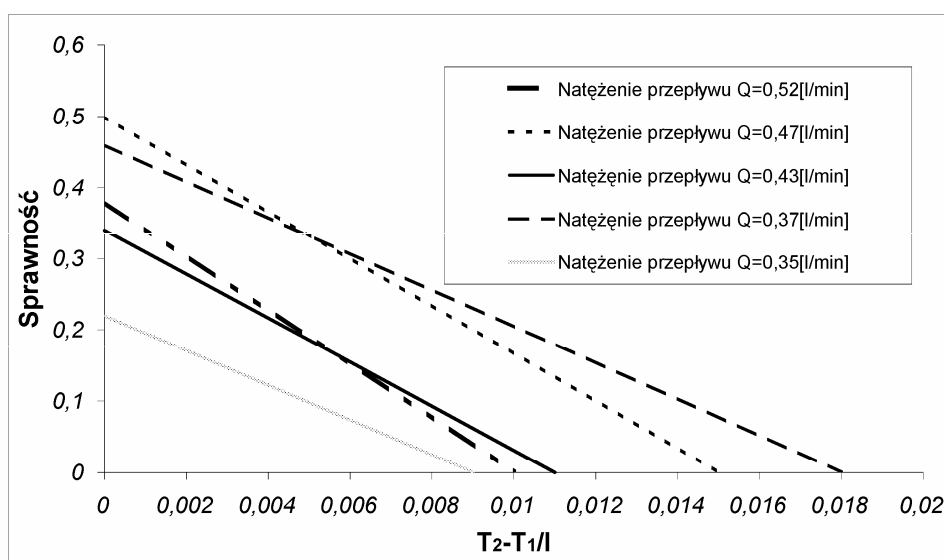 0,6
0,5
0,4
0,3
0,2
0,1
0
Sprawność
Natężenie przepływu Q=0,52[l/min]
Natężenie przepływu Q=0,47[l/min]
Natężenie przepływu Q=0,43[l/min]
Natężenie przepływu Q=0,37[l/min]
Natężenie przepływu Q=0,35[l/min]
0 0,002 0,004 0,006 0,008 0,010 0,012 0,014 0,016 0,018 0,02
T2-T1/I